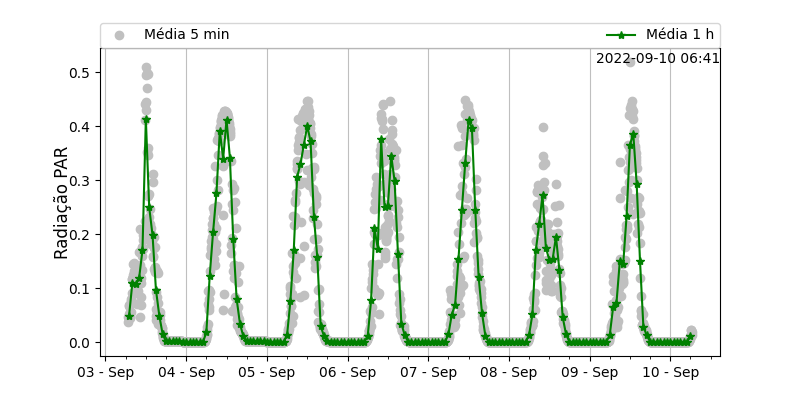 Média 5 min
Média 1 h
2022-09-10 06:41
Radiação PAR
0.5
0.4
0.3
0.2
0.1
0.0
03 - Sep
04 - Sep
05 - Sep
06 - Sep
07 - Sep
08 - Sep
09 - Sep
10 - Sep